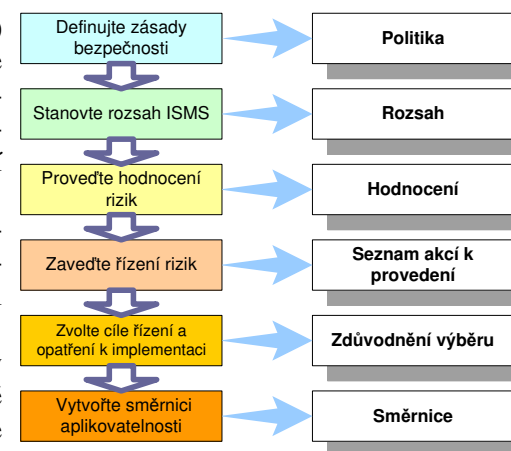 Definujte zásady
bezpečnosti
Politika
Stanovte rozsah ISMS
Rozsah
Proveďte hodnocení
rizik
Hodnocení
Zaveďte řízení rizik
Seznam akcí k
provedení
Zvolte cíle řízení a
opatření k implementaci
Zdůvodnění výběru
Vytvořte směrnici
aplikovatelnosti
Směrnice